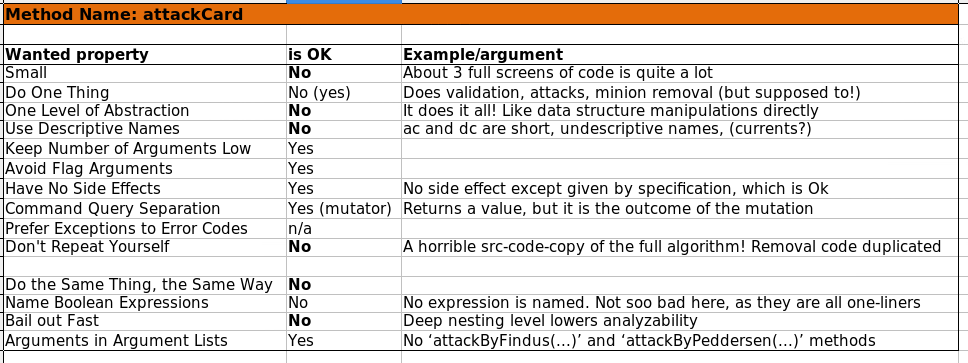 Method Name: attackCard
Wanted property is OK Example/argument
Small No About 3 full screens of code is quite a lot
Do One Thing No (yes) Does validation, attacks, minion removal (but supposed to!)
One Level of Abstraction No It does it all! Like data structure manipulations directly
Use Descriptive Names No ac and dc are short, undescriptive names, (currents?)
Keep Number of Arguments Low Yes
Avoid Flag Arguments Yes
Have No Side Effects Yes No side effect except given by specification, which is Ok
Command Query Separation Yes (mutator) Returns a value, but it is the outcome of the mutation
Prefer Exceptions to Error Codes n/a
Don't Repeat Yourself No A horrible src-code-copy of the full algorithm! Removal code duplicated
Do the Same Thing, the Same Way No
Name Boolean Expressions No No expression is named. Not soo bad here, as they are all one-liners
Bail out Fast No Deep nesting level lowers analyzability
Arguments in Argument Lists Yes No ‘attackByFindus(...)’ and ‘attackByPeddersen(...)’ methods